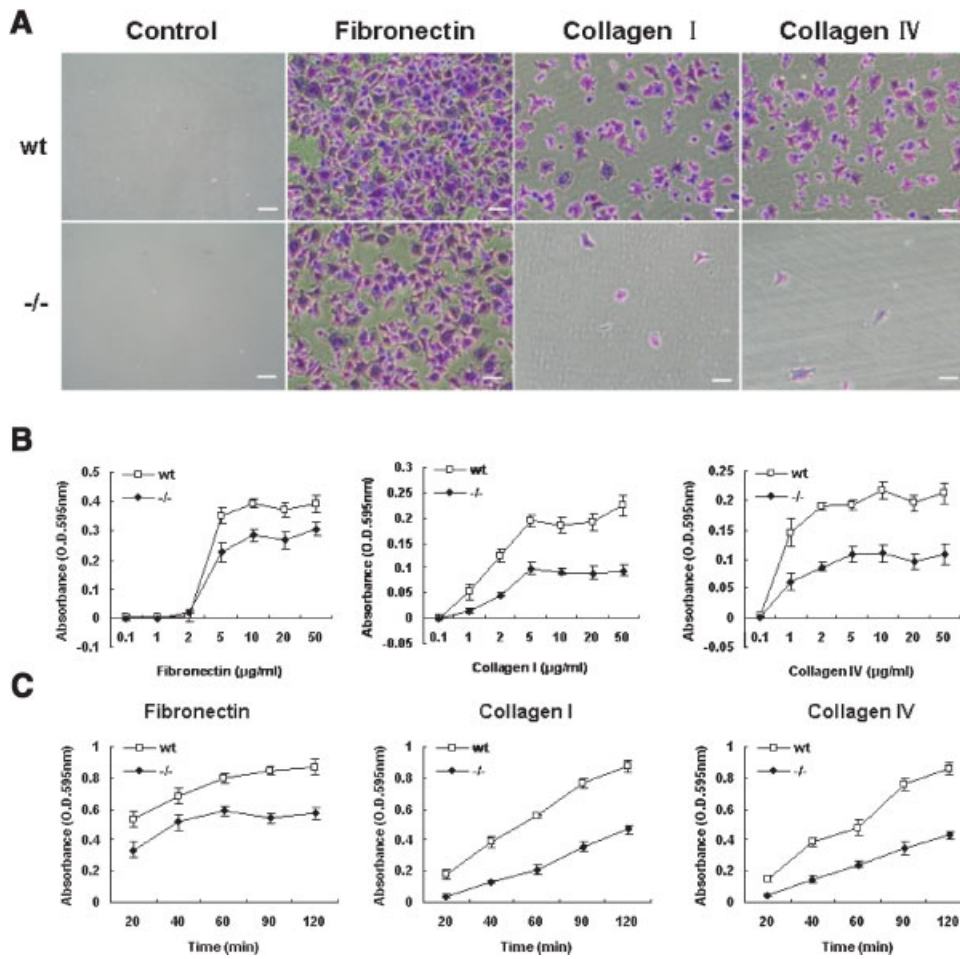 A
Control Fibronectin Collagen I Collagen IV
wt
-/-
B
wt
-/-
0.5
0.4
0.3
0.2
0.1
0
-0.1
0.1 1 2 5 10 20 50
Absorbance (O.D.595nm)
Fibronectin (µg/ml)
wt
-/-
0.3
0.25
0.2
0.15
0.1
0.05
0
-0.05
0.1 1 2 5 10 20 50
Absorbance (O.D.595nm)
Collagen I (µg/ml)
wt
-/-
0.25
0.2
0.15
0.1
0.05
0
-0.05
0.1 1 2 5 10 20 50
Absorbance (O.D.595nm)
Collagen IV (µg/ml)
C
Fibronectin
wt
-/-
1
0.8
0.6
0.4
0.2
0
20 40 60 90 120
Absorbance (O.D.595nm)
Time (min)
Collagen I
wt
-/-
1
0.8
0.6
0.4
0.2
0
20 40 60 90 120
Absorbance (O.D.595nm)
Time (min)
Collagen IV
wt
-/-
1
0.8
0.6
0.4
0.2
0
20 40 60 90 120
Absorbance (O.D.595nm)
Time (min)